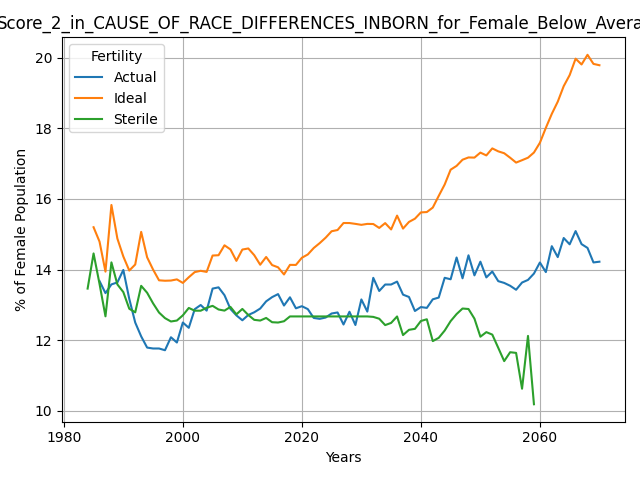 Score_2_in_CAUSE_OF_RACE_DIFFERENCES_INBORN_for_Female_Below_Avera
Fertility
Actual
Ideal
Sterile
% of Female Population
20
18
16
14
12
10
1980
2000
2020
2040
2060
Years